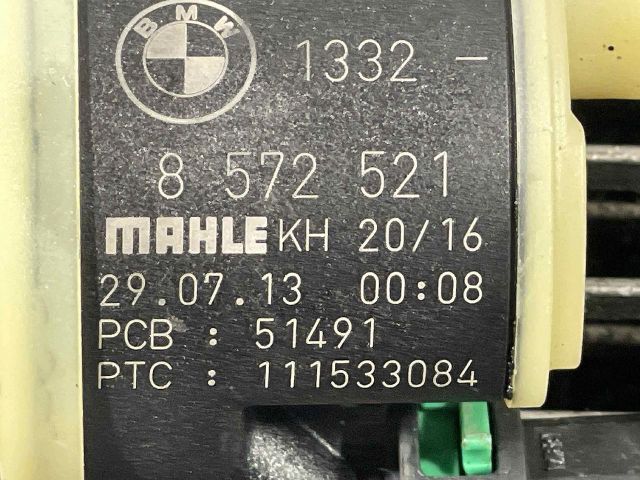 BMW
1332 -
8 572 521
MAHLE KH 20/16
29.07.13 00:08
PCB : 51491
PTC : 111533084